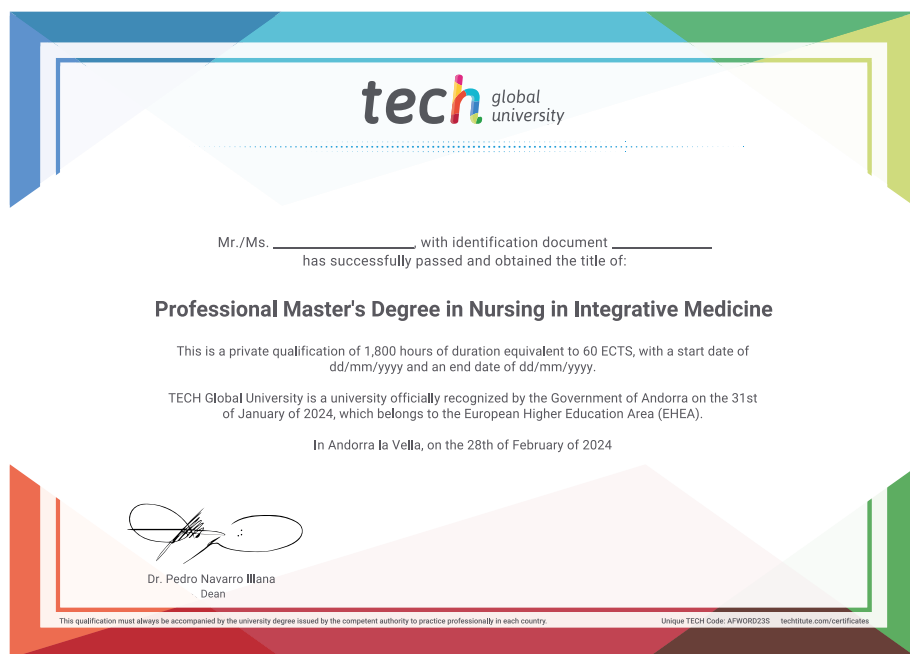 tech global university
Mr./Ms. ____________________, with identification document ______________
has successfully passed and obtained the title of:
Professional Master's Degree in Nursing in Integrative Medicine
This is a private qualification of 1,800 hours of duration equivalent to 60 ECTS, with a start date of
dd/mm/yyyy and an end date of dd/mm/yyyy.
TECH Global University is a university officially recognized by the Government of Andorra on the 31st
of January of 2024, which belongs to the European Higher Education Area (EHEA).
In Andorra la Vella, on the 28th of February of 2024
Dr. Pedro Navarro Illana
Dean
This qualification must always be accompanied by the university degree issued by the competent authority to practice professionally in each country.
Unique TECH Code: AFWORD23S techtitute.com/certificates